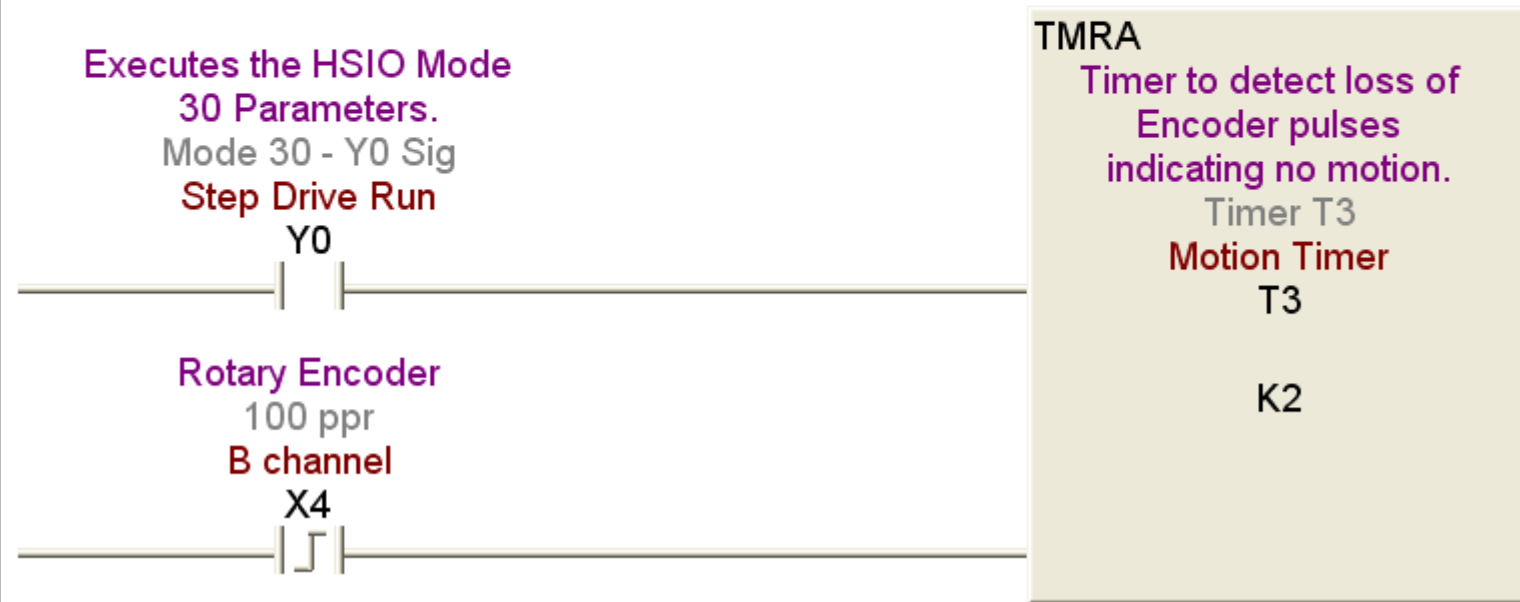 Executes the HSIO Mode
30 Parameters.
Mode 30 - Y0 Sig
Step Drive Run
Y0
Rotary Encoder
100 ppr
B channel
X4
TMRA
Timer to detect loss of
Encoder pulses
indicating no motion.
Timer T3
Motion Timer
T3
K2